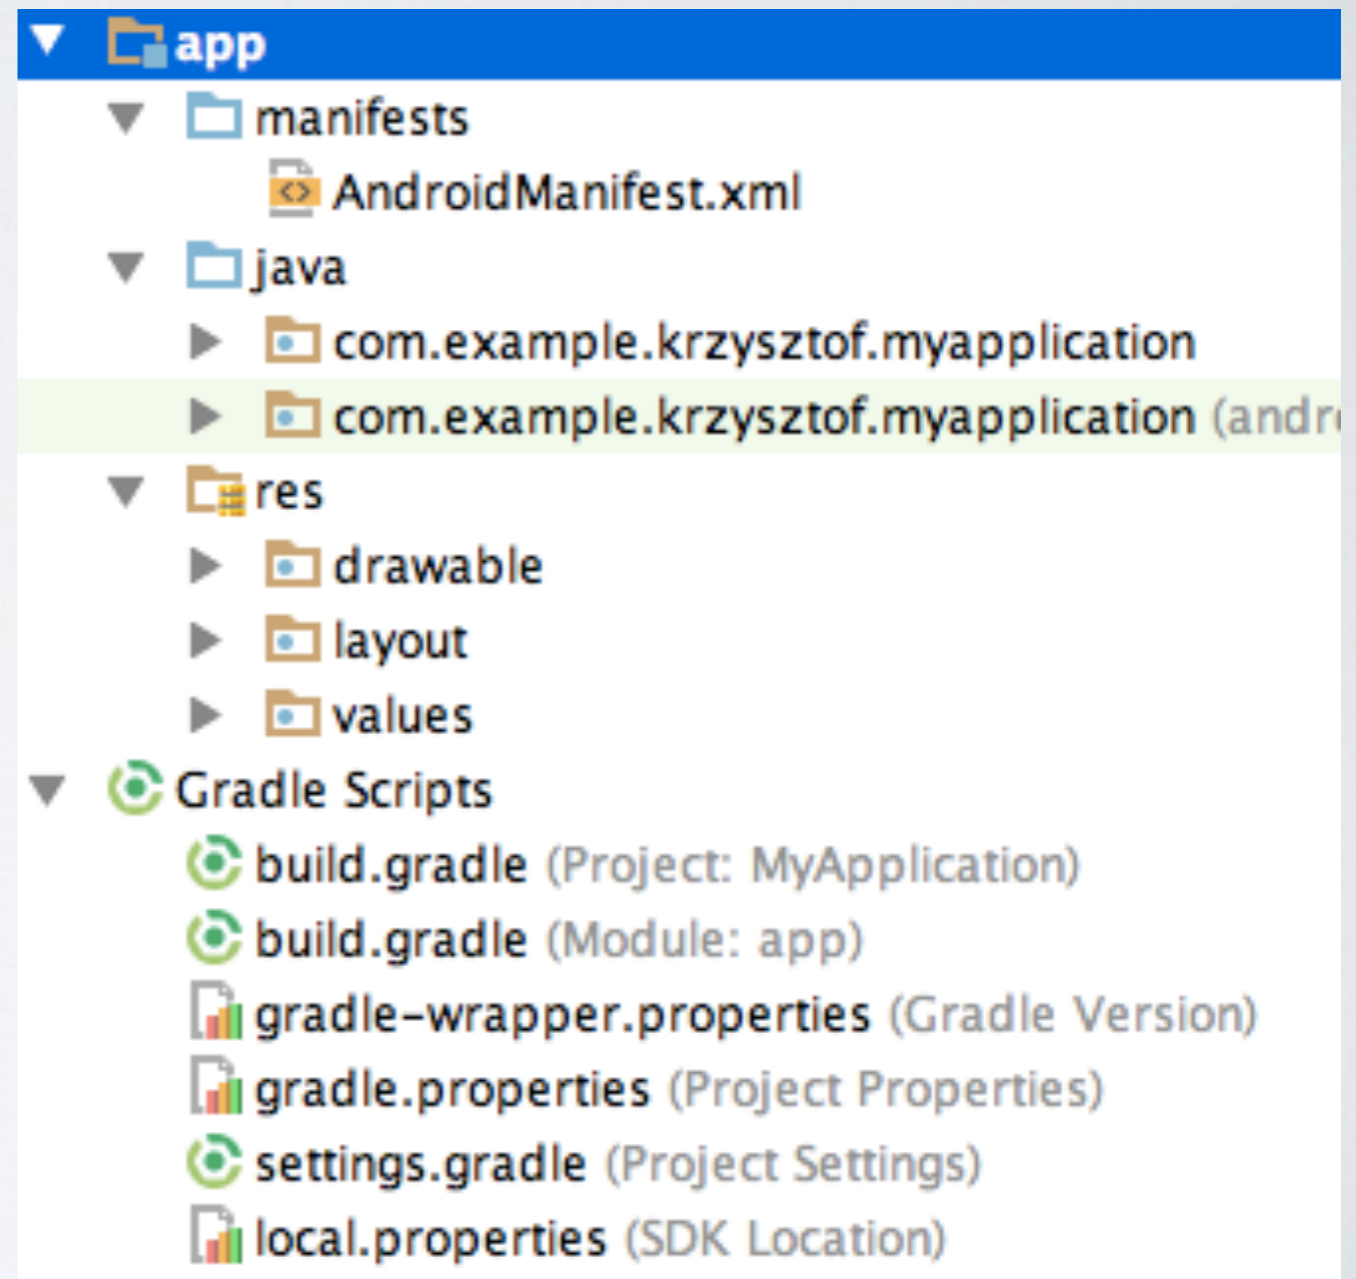 app
manifests
AndroidManifest.xml
java
com.example.krzysztof.myapplication
com.example.krzysztof.myapplication (andr
res
drawable
layout
values
Gradle Scripts
build.gradle (Project: MyApplication)
build.gradle (Module: app)
gradle-wrapper.properties (Gradle Version)
gradle.properties (Project Properties)
settings.gradle (Project Settings)
local.properties (SDK Location)